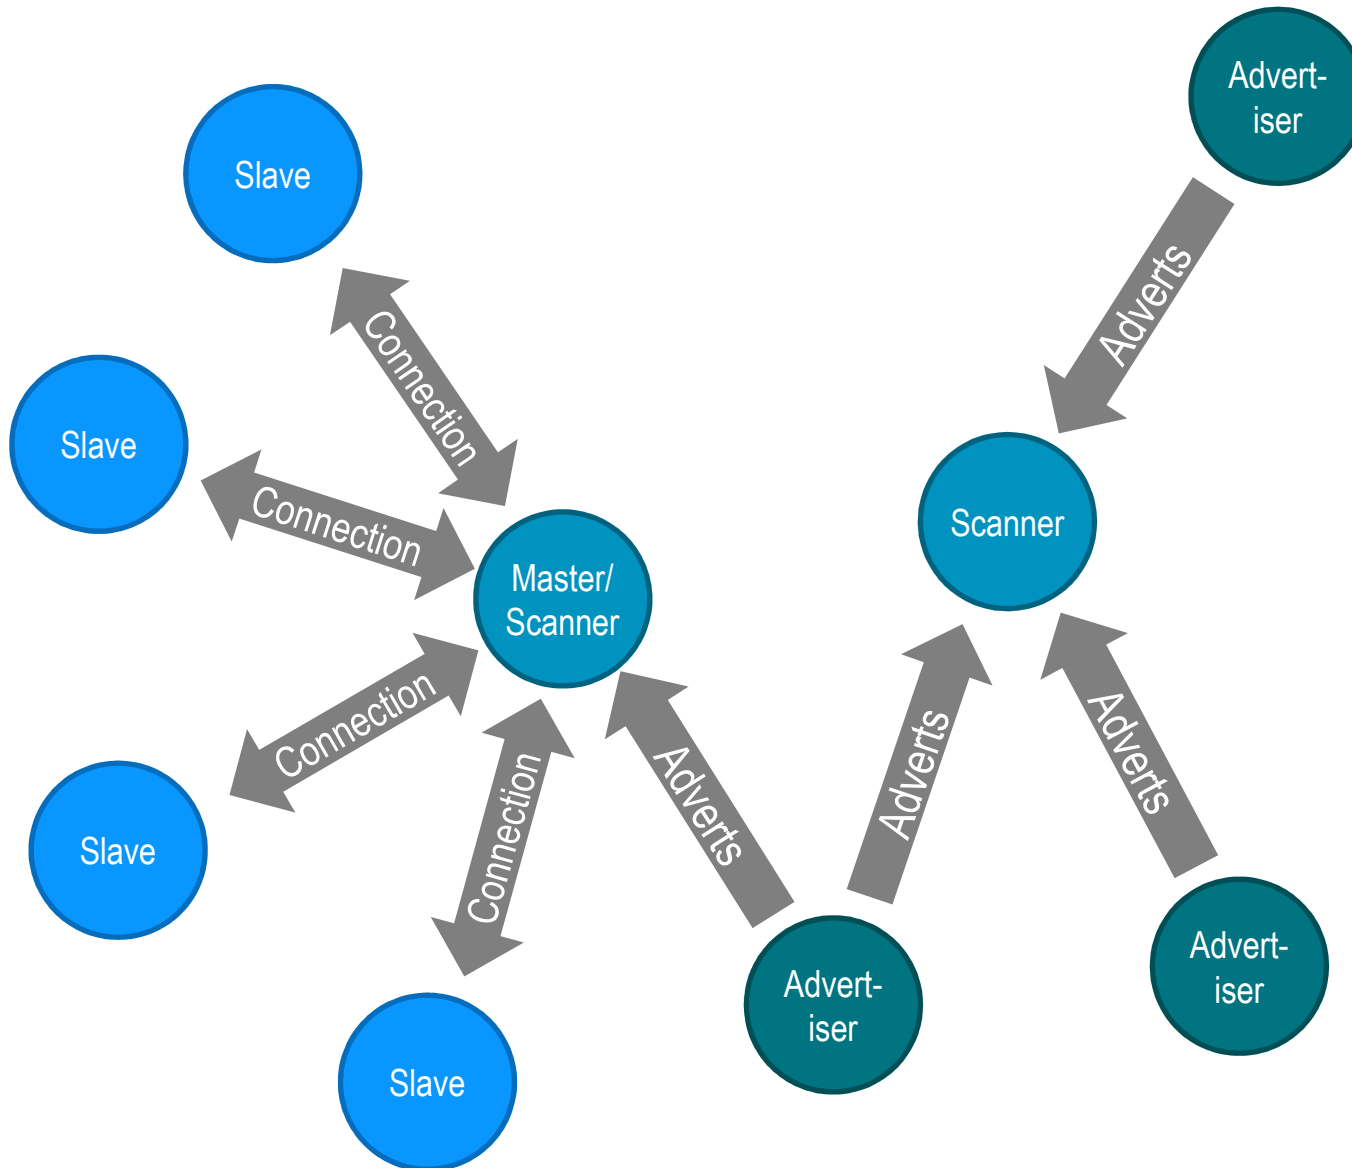 Advert-
iser
Slave
Adverts
Connection
Slave
Connection
Scanner
Master/
Scanner
Connection
Connection
Adverts
Adverts
Adverts
Slave
Advert-
iser
Advert-
iser
Slave